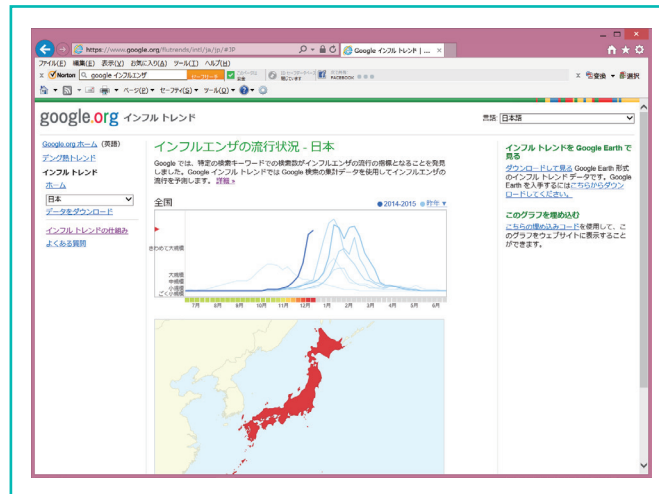 https://www.google.org/flutrends/intl/ja/jp/#JP
Google インフル トレンド | ...
ファイル(F) 編集(E) 表示(V) お気に入り(A) ツール(T) ヘルプ(H)
Norton google インフルエンザ
ページ(P) セーフティ(S) ツール(O)
google.org インフル トレンド
言語: 日本語
Google.org ホーム (英語)
デング熱トレンド
インフル トレンド
ホーム
日本
データをダウンロード
インフル トレンドの仕組み
よくある質問
インフルエンザの流行状況 - 日本
Google では、特定の検索キーワードでの検索数がインフルエンザの流行の指標となることを発見
しました。Google インフル トレンドでは Google 検索の集計データを使用してインフルエンザの
流行を予測します。 詳細 »
全国
2014-2015 昨年 ▼
きわめて大規模
大規模
中規模
小規模
ごく小規模
7月 8月 9月 10月 11月 12月 1月 2月 3月 4月 5月 6月
インフル トレンドを Google Earth で
見る
ダウンロードして見る Google Earth 形式
のインフル トレンド データです。Google
Earth を入手するにはこちらからダウン
ロードしてください。
このグラフを埋め込む
こちらの埋め込みコードを使用して、こ
のグラフをウェブサイトに表示すること
ができます。